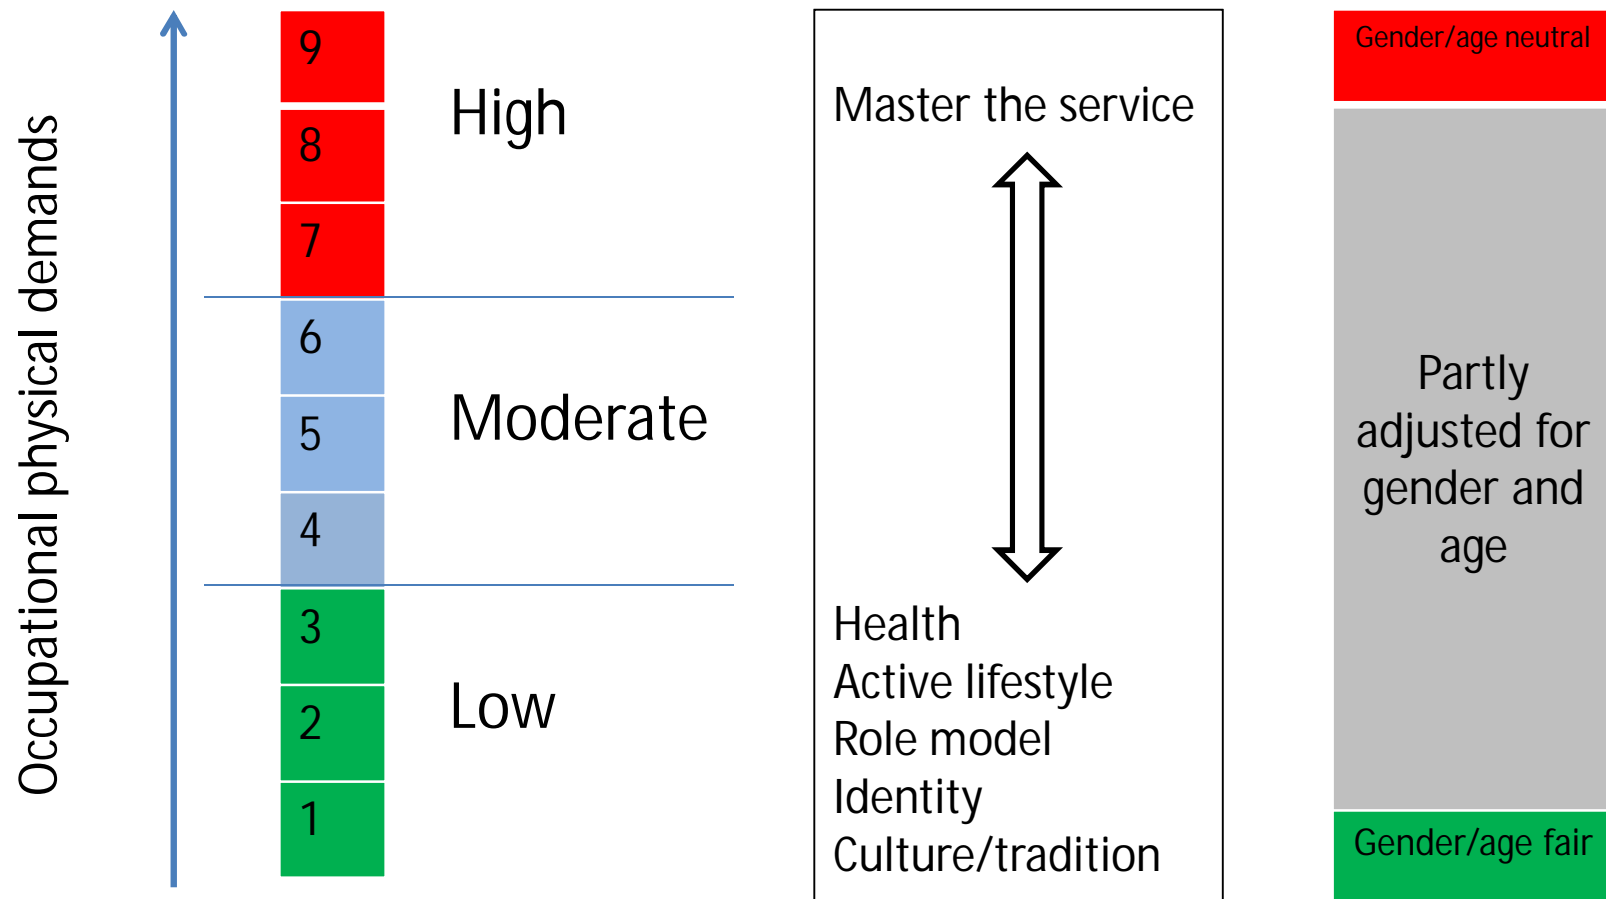 Occupational physical demands
9
8
7
6
5
4
3
2
1
High
Moderate
Low
Master the service
Health
Active lifestyle
Role model
Identity
Culture/tradition
Gender/age neutral
Partly
adjusted for
gender and
age
Gender/age fair